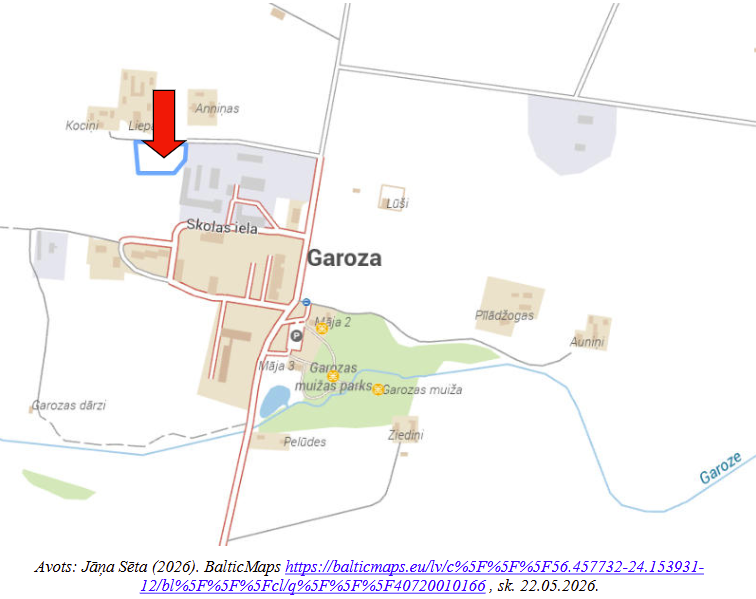 Anniņas
Kociņi
Liep
Lūši
Skolas iela
Garoza
Pīlādžogas
Māja 2
P
Auniņi
Māja 3
Garozas
muižas parks
Garozas muiža
Garozas dārzi
Ziediņi
Pelūdes
Garoze
Avots: Jāņa Sēta (2026). BalticMaps https://balticmaps.eu/lv/c%5F%5F%5F56.457732-24.153931-
12/bl%5F%5F%5Fcl/q%5F%5F%5F40720010166 , sk. 22.05.2026.